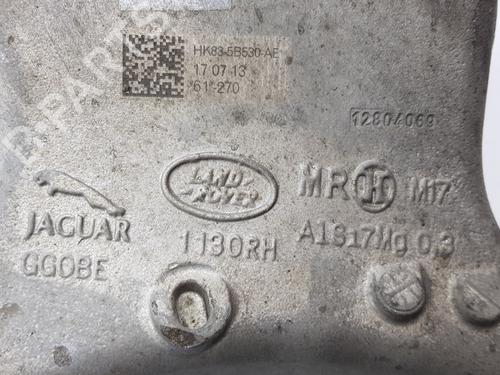 HK83-5B530-AE
17 07 13
61-270
12804069
LAND-
ROVER
MR H M17
JAGUAR
1130RH
AlSi7Mg 0,3
GG08E
B-PARTS